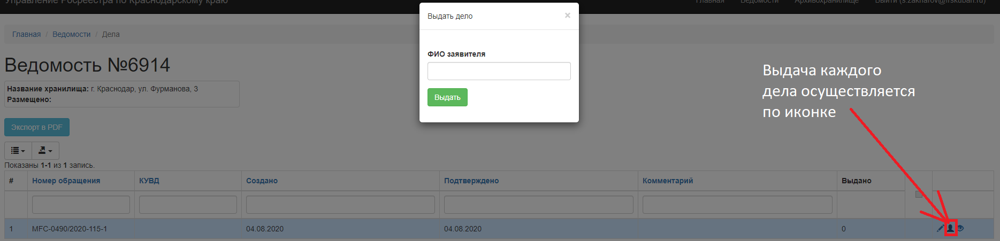 Управление Росреестра по Краснодарскому краю
Главная Ведомости Архивохранилище Выйти (s.zakharov@frskuban.ru)
Выдать дело ×
ФИО заявителя
Выдать
Главная / Ведомости / Дела
Ведомость №6914
Название хранилища: г. Краснодар, ул. Фурманова, 3
Размещено:
Экспорт в PDF
Показаны 1-1 из 1 запись.
# Номер обращения КУВД Создано Подтверждено Комментарий Выдано
1 MFC-0490/2020-115-1 04.08.2020 04.08.2020 0
Выдача каждого
дела осуществляется
по иконке